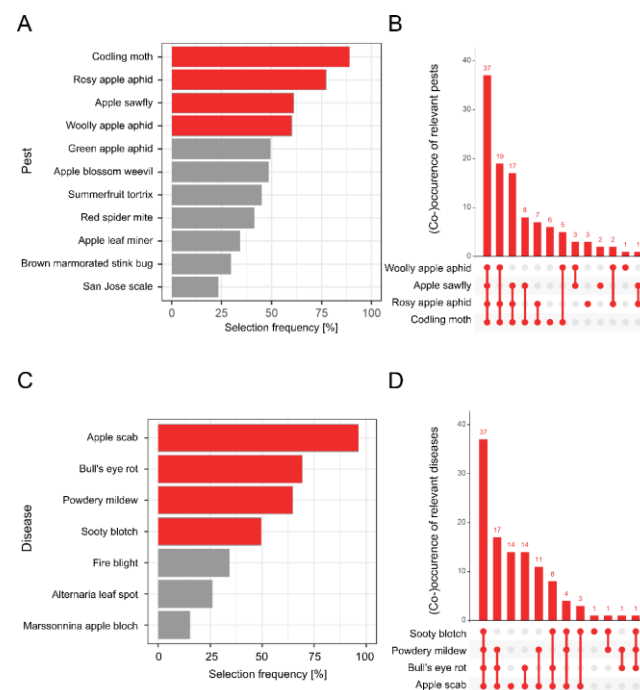 A
Pest
Codling moth
Rosy apple aphid
Apple sawfly
Woolly apple aphid
Green apple aphid
Apple blossom weevil
Summerfruit tortrix
Red spider mite
Apple leaf miner
Brown marmorated stink bug
San Jose scale
0 25 50 75 100
Selection frequency [%]
B
(Co-)occurence of relevant pests
40
30
20
10
0
37 19 17 8 7 6 5 3 3 2 2 1 1
Woolly apple aphid
Apple sawfly
Rosy apple aphid
Codling moth
C
Disease
Apple scab
Bull's eye rot
Powdery mildew
Sooty blotch
Fire blight
Alternaria leaf spot
Marssonnina apple bloch
0 25 50 75 100
Selection frequency [%]
D
(Co-)occurence of relevant diseases
40
30
20
10
0
37 17 14 14 11 8 4 3 1 1 1 1
Sooty blotch
Powdery mildew
Bull's eye rot
Apple scab